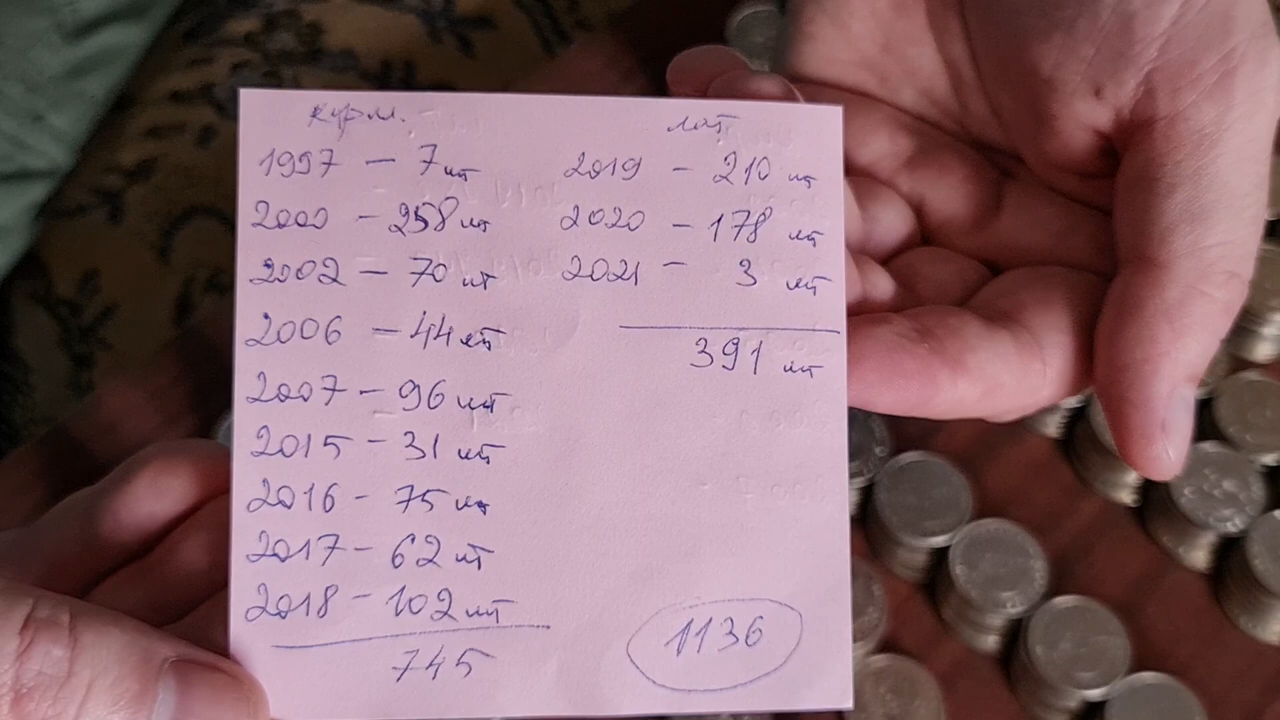 кирил.
1997 – 7 шт
2000 – 258 шт
2002 – 70 шт
2006 – 44 шт
2007 – 96 шт
2015 – 31 шт
2016 – 75 шт
2017 – 62 шт
2018 – 102 шт
745
лат
2019 – 210 шт
2020 – 178 шт
2021 – 3 шт
391 шт
1136